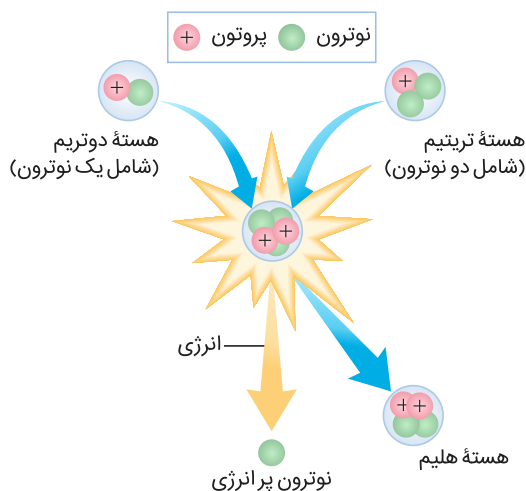 نوترون
پروتون +
+
+
هستهٔ تریتیم
(شامل دو نوترون)
هستهٔ دوتریم
(شامل یک نوترون)
+ +
انرژی
+ +
هستهٔ هلیم
نوترون پر انرژی